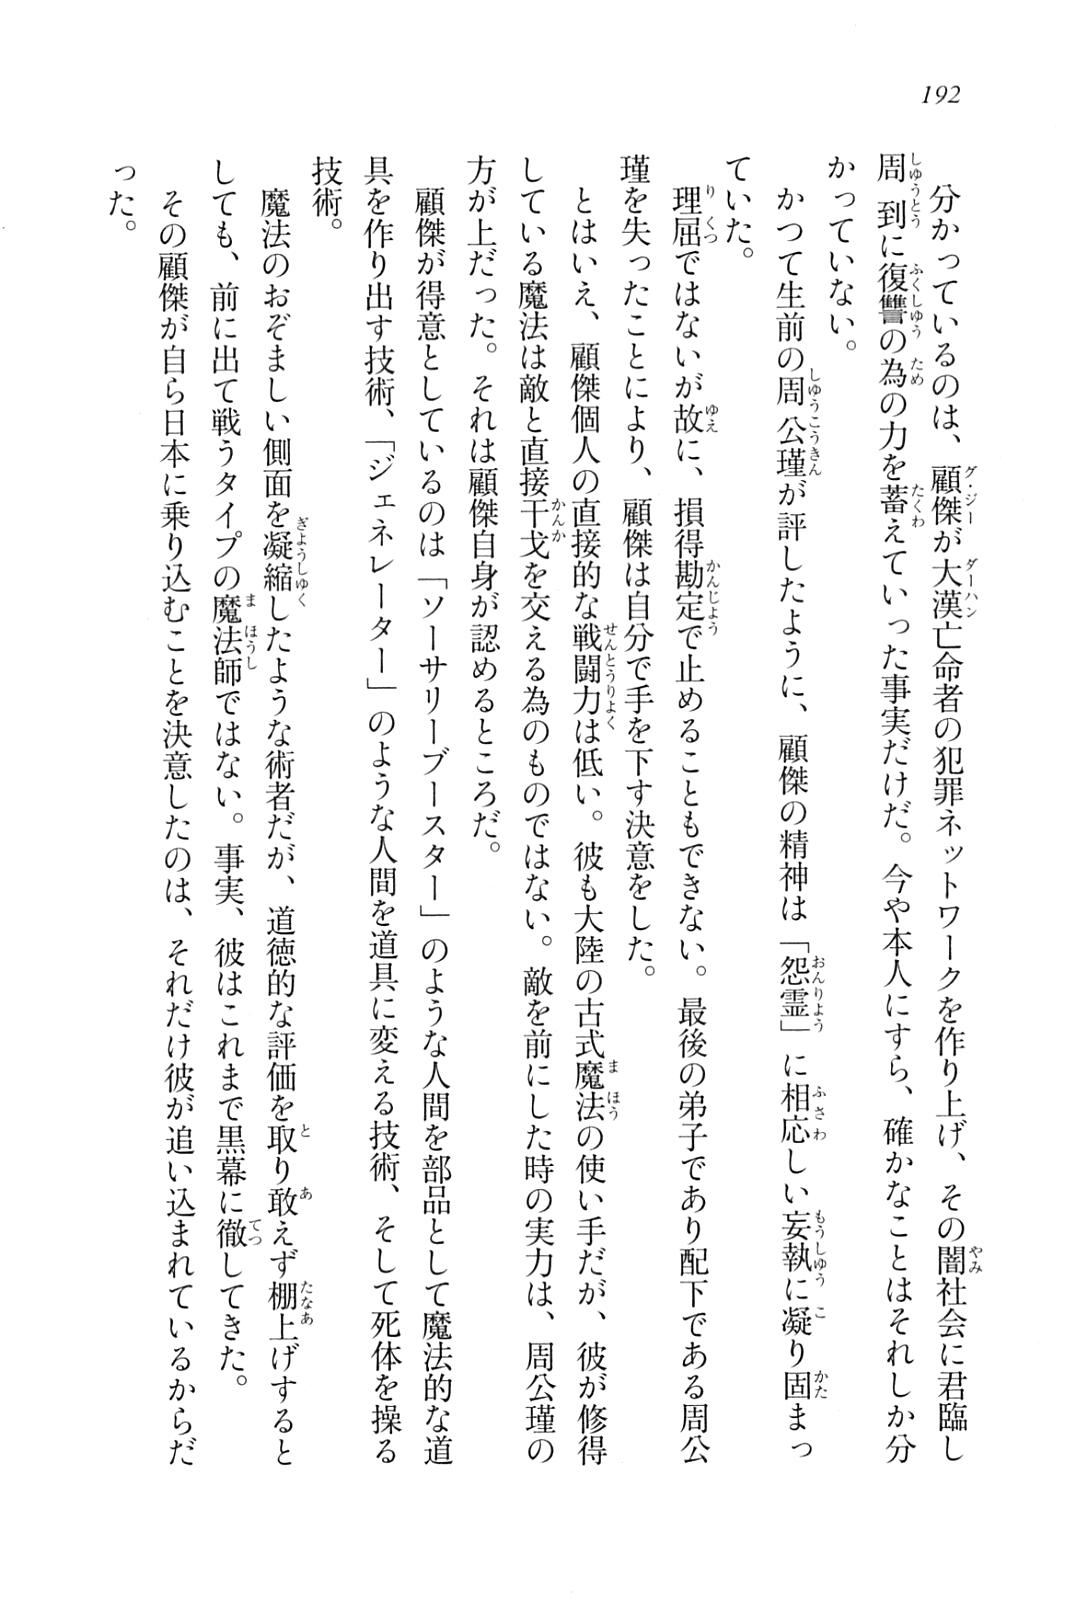 192
分かっているのは、顧傑が大漢亡命者の犯罪ネットワークを作り上げ、その闇社会に君臨し
周到に復讐の為の力を蓄えていった事実だけだ。今や本人にすら、確かなことはそれしか分
かっていない。
かつて生前の周公瑾が評したように、顧傑の精神は「怨霊」に相応しい妄執に凝り固まっ
ていた。
理屈ではないが故に、損得勘定で止めることもできない。最後の弟子であり配下である周公
瑾を失ったことにより、顧傑は自分で手を下す決意をした。
とはいえ、顧傑個人の直接的な戦闘力は低い。彼も大陸の古式魔法の使い手だが、彼が修得
している魔法は敵と直接干戈を交える為のものではない。敵を前にした時の実力は、周公瑾の
方が上だった。それは顧傑自身が認めるところだ。
顧傑が得意としているのは「ソーサリーブースター」のような人間を部品として魔法的な道
具を作り出す技術、「ジェネレーター」のような人間を道具に変える技術、そして死体を操る
技術。
魔法のおぞましい側面を凝縮したような術者だが、道徳的な評価を取り敢えず棚上げすると
しても、前に出て戦うタイプの魔法師ではない。事実、彼はこれまで黒幕に徹してきた。
その顧傑が自ら日本に乗り込むことを決意したのは、それだけ彼が追い込まれているからだ
った。